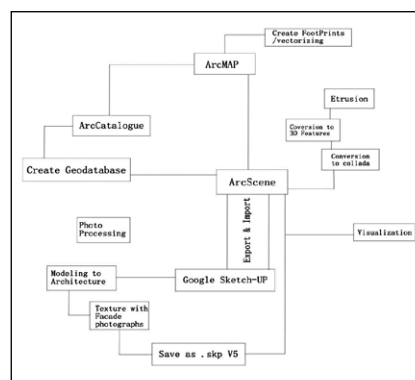 Create FootPrints
/vectorizing
ArcMAP
Etrusion
ArcCatalogue
Coversion to
3D Features
Conversion
to collada
Create Geodatabase
ArcScene
Export & Import
Photo
Processing
Visualization
Modeling to
Architecture
Google Sketch-UP
Texture with
Facade
photographs
Save as .skp V5